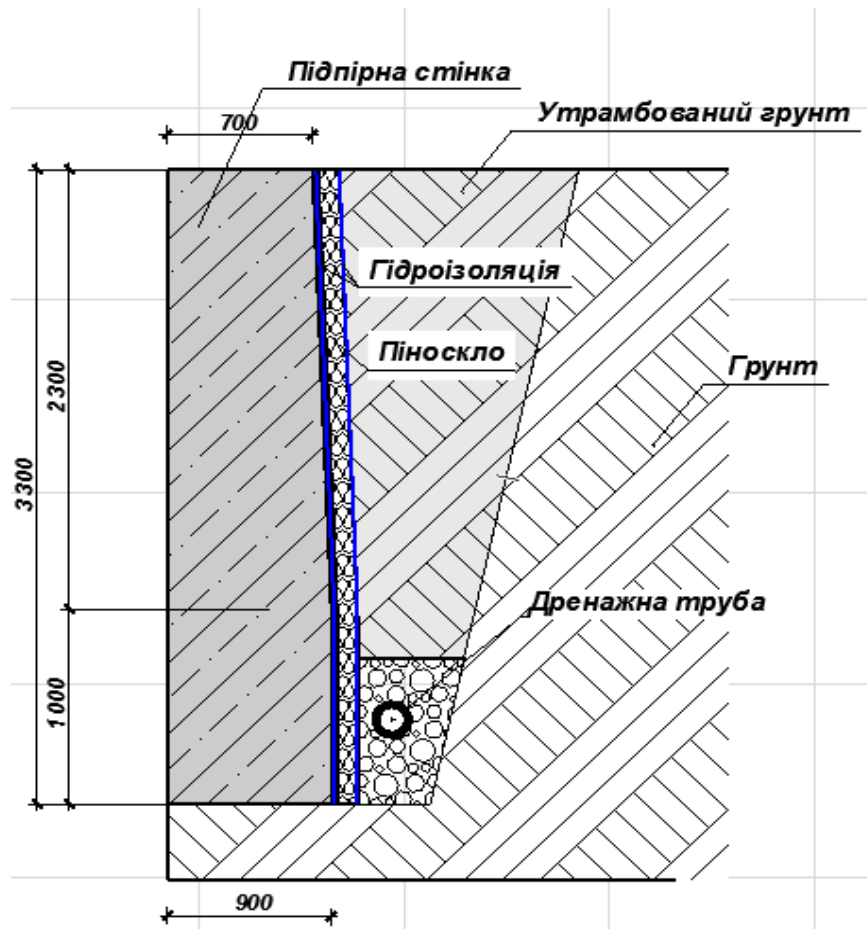 Підпірна стінка
700
Утрамбований грунт
Гідроізоляція
Піноскло
Грунт
2300
3300
Дренажна труба
1000
900